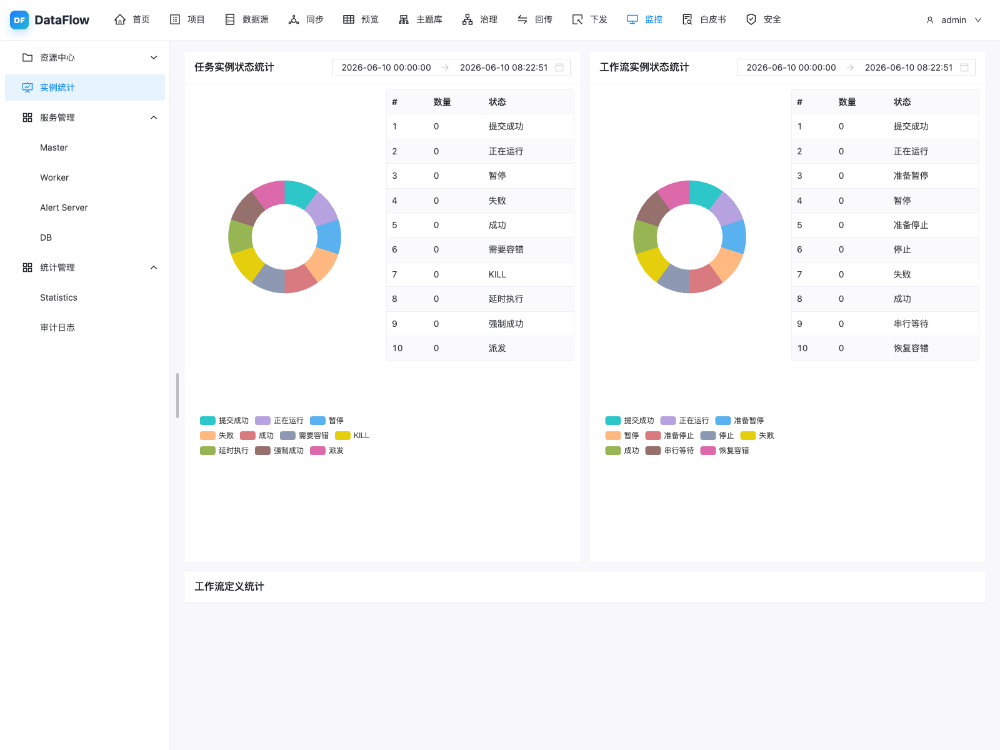 DF DataFlow 首页 项目 数据源 同步 预览 主题库 治理 回传 下发 监控 白皮书 安全 admin
资源中心
实例统计
服务管理
Master
Worker
Alert Server
DB
统计管理
Statistics
审计日志
任务实例状态统计 2026-06-10 00:00:00 2026-06-10 08:22:51
# 数量 状态
1 0 提交成功
2 0 正在运行
3 0 暂停
4 0 失败
5 0 成功
6 0 需要容错
7 0 KILL
8 0 延时执行
9 0 强制成功
10 0 派发
提交成功 正在运行 暂停
失败 成功 需要容错 KILL
延时执行 强制成功 派发
工作流实例状态统计 2026-06-10 00:00:00 2026-06-10 08:22:51
# 数量 状态
1 0 提交成功
2 0 正在运行
3 0 准备暂停
4 0 暂停
5 0 准备停止
6 0 停止
7 0 失败
8 0 成功
9 0 串行等待
10 0 恢复容错
提交成功 正在运行 准备暂停
暂停 准备停止 停止 失败
成功 串行等待 恢复容错
工作流定义统计